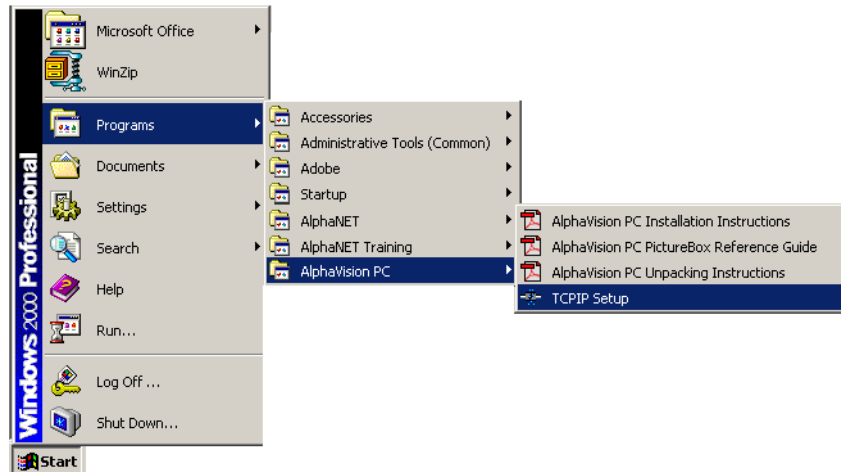 Microsoft Office
WinZip
Programs
Documents
Settings
Search
Help
Run...
Log Off ...
Shut Down...
Windows 2000 Professional
Start
Accessories
Administrative Tools (Common)
Adobe
Startup
AlphaNET
AlphaNET Training
AlphaVision PC
AlphaVision PC Installation Instructions
AlphaVision PC PictureBox Reference Guide
AlphaVision PC Unpacking Instructions
TCPIP Setup